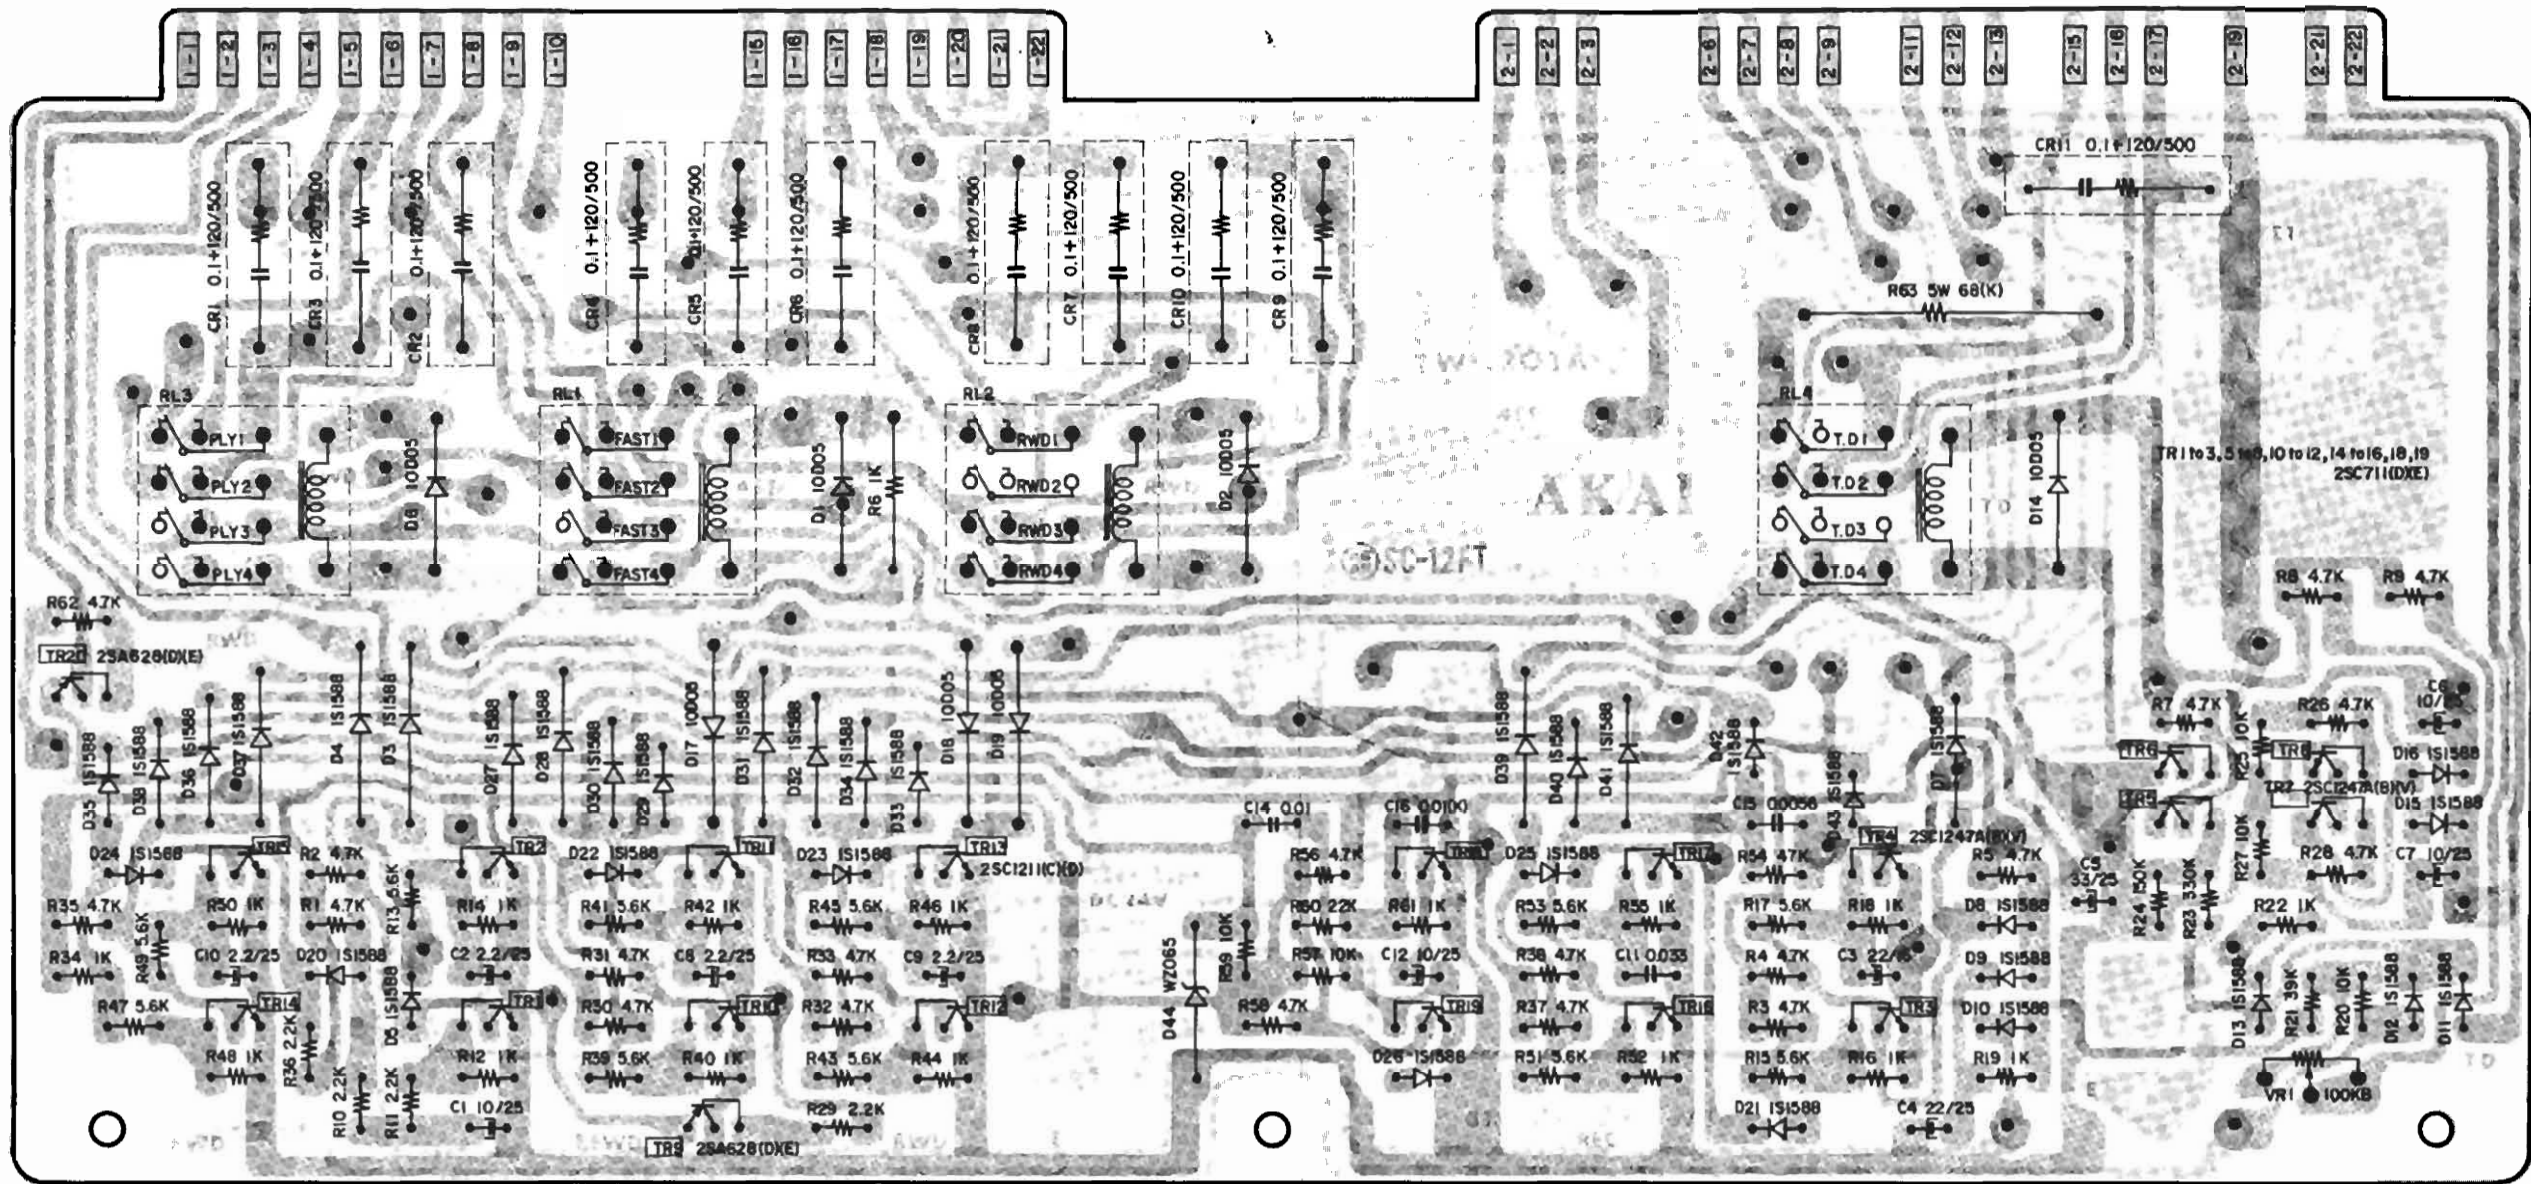 1-1 1-2 1-3 1-4 1-5 1-6 1-7 1-8 1-9 1-10 1-15 1-16 1-17 1-18 1-19 1-20 1-21 1-22
2-1 2-2 2-3 2-6 2-7 2-8 2-9 2-11 2-12 2-13 2-15 2-16 2-17 2-19 2-21 2-22
CR1 0.1+120/500
CR3 0.1+120/500
CR2 0.1+120/500
CR4 0.1+120/500
CR5 0.1+120/500
CR6 0.1+120/500
CR8 0.1+120/500
CR7 0.1+120/500
CR10 0.1+120/500
CR9 0.1+120/500
CR11 0.1+120/500
R63 5W 68(K)
RL3
PLY1
PLY2
PLY3
PLY4
D6 10D05
RL1
FAST1
FAST2
FAST3
FAST4
D1 10D05
R6 1K
RL2
RWD1
RWD2
RWD3
RWD4
D2 10D05
AKAI
SC-12FT
RL4
T.D1
T.D2
T.D3
T.D4
D14 10D05
TR1 to 3, 5 to 8, 10 to 12, 14 to 16, 18, 19
2SC711(D)(E)
R62 4.7K
TR20 2SA628(D)(E)
R8 4.7K
R9 4.7K
D35 1S1588
D38 1S1588
D36 1S1588
D37 1S1588
D4 1S1588
D3 1S1588
D27 1S1588
D28 1S1588
D30 1S1588
D29 1S1588
D17 10D05
D31 1S1588
D32 1S1588
D34 1S1588
D33 1S1588
D18 10D05
D19 10D05
D39 1S1588
D40 1S1588
D41 1S1588
D42 1S1588
D43 1S1588
D7 1S1588
R7 4.7K
R25 10K
R26 4.7K
C6 10/25
TR6
TR8
D16 1S1588
TR5
TR7 2SC1247A(B)(V)
D15 1S1588
C14 0.01
C16 0.0100
C15 0.0056
D24 1S1588
TR15
R2 4.7K
TR2
D22 1S1588
TR11
D23 1S1588
TR13
2SC1211(C)(D)
R56 4.7K
TR18
D25 1S1588
TR17
R54 47K
TR4 2SC1247A(B)(V)
R5 4.7K
C5 33/25
R24 150K
R23 330K
R27 10K
R28 4.7K
C7 10/25
R35 4.7K
R49 5.6K
R50 1K
R1 4.7K
R13 5.6K
R14 1K
R41 5.6K
R42 1K
R45 5.6K
R46 1K
DC 24V
R59 10K
R60 22K
R61 1K
R53 5.6K
R55 1K
R17 5.6K
R18 1K
D8 1S1588
R22 1K
R34 1K
C10 2.2/25
D20 1S1588
C2 2.2/25
R31 4.7K
C8 2.2/25
R33 4.7K
C9 2.2/25
D44 WZ065
R57 10K
C12 10/25
R38 4.7K
C11 0.033
R4 4.7K
C3
D9 1S1588
R47 5.6K
TR14
R36 2.2K
D5 1S1588
TR1
R30 4.7K
TR10
R32 4.7K
TR12
R58 4.7K
TR19
R37 4.7K
TR16
R3 4.7K
TR3
D10 1S1588
D13 1S1588
R21 39K
R20 10K
D12 1S1588
D11 1S1588
R48 1K
R12 1K
R39 5.6K
R40 1K
R43 5.6K
R44 1K
D26 1S1588
R51 5.6K
R52 1K
R15 5.6K
R16 1K
R19 1K
VR1 100KB
R10 2.2K
R11 2.2K
C1 10/25
TR9 2SA628(D)(E)
R29 2.2K
D21 1S1588
C4 22/25
REC